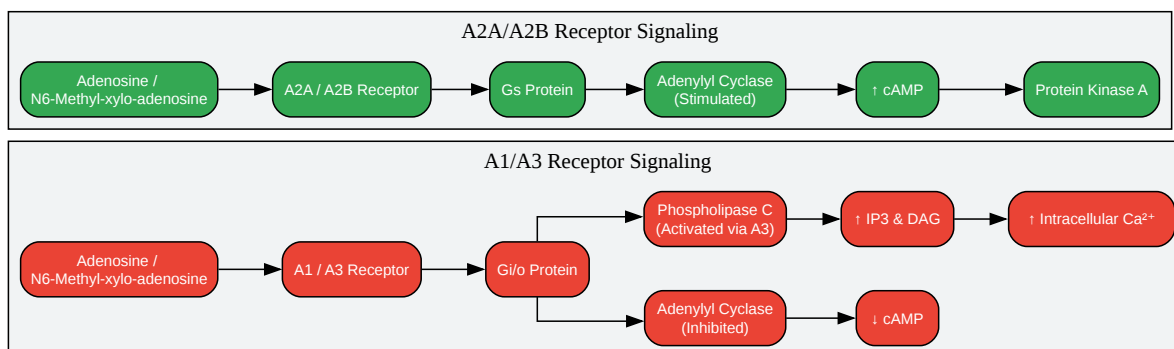 A2A/A2B Receptor Signaling
Adenosine /
N6-Methyl-xylo-adenosine
A2A / A2B Receptor
Gs Protein
Adenylyl Cyclase
(Stimulated)
↑ cAMP
Protein Kinase A
A1/A3 Receptor Signaling
Adenosine /
N6-Methyl-xylo-adenosine
A1 / A3 Receptor
Gi/o Protein
Phospholipase C
(Activated via A3)
↑ IP3 & DAG
↑ Intracellular Ca²⁺
Adenylyl Cyclase
(Inhibited)
↓ cAMP